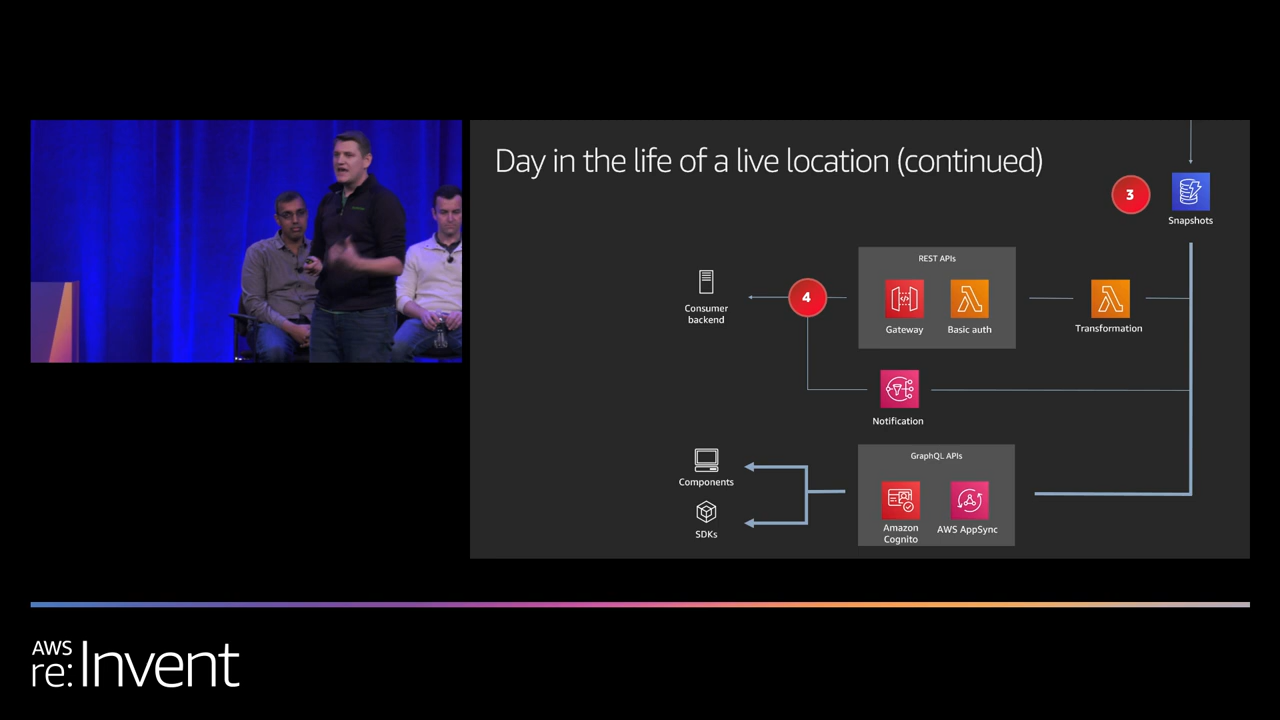 Day in the life of a live location (continued)
3
Snapshots
REST APIs
4
Consumer
backend
Gateway
Basic auth
Transformation
Notification
GraphQL APIs
Components
SDKs
Amazon
Cognito
AWS AppSync
AWS
re:Invent